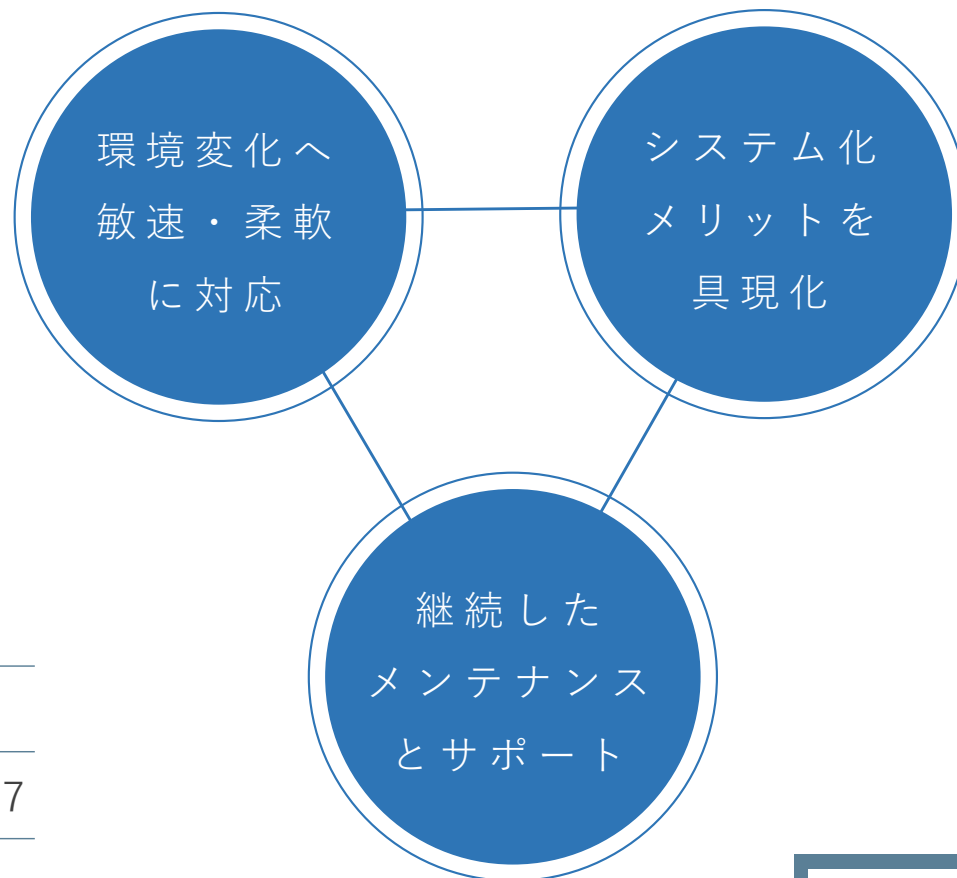 環境変化へ
敏速・柔軟
に対応
システム化
メリットを
具現化
継続した
メンテナンス
とサポート
7